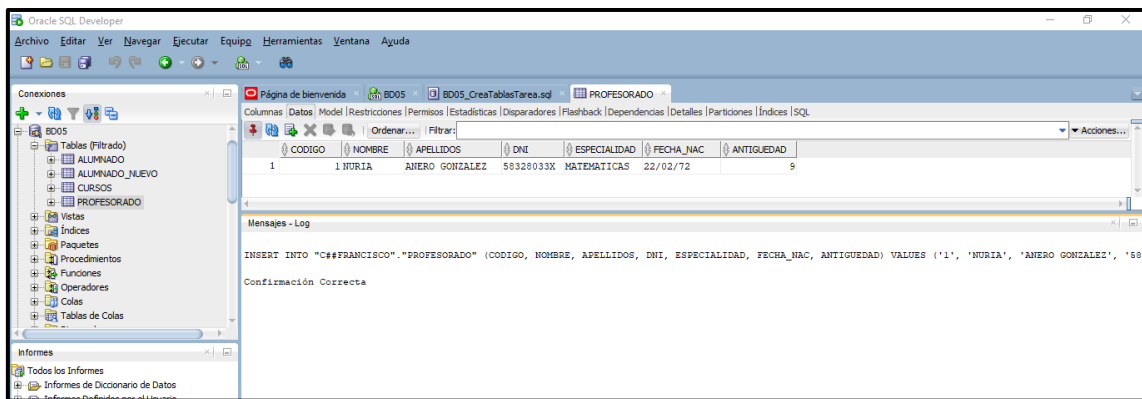 Oracle SQL Developer
Archivo Editar Ver Navegar Ejecutar Equipo Herramientas Ventana Ayuda
Conexiones
BD05
Tablas (Filtrado)
ALUMNADO
ALUMNADO_NUEVO
CURSOS
PROFESORADO
Vistas
Índices
Paquetes
Procedimientos
Funciones
Operadores
Colas
Tablas de Colas
Informes
Todos los Informes
Informes de Diccionario de Datos
Página de bienvenida BD05 BD05_CreaTablasTarea.sql PROFESORADO
Columnas Datos Model Restricciones Permisos Estadísticas Disparadores Flashback Dependencias Detalles Particiones Índices SQL
Ordenar... Filtrar: Acciones...
CODIGO NOMBRE APELLIDOS DNI ESPECIALIDAD FECHA_NAC ANTIGUEDAD
1 1 NURIA ANERO GONZALEZ 58328033X MATEMATICAS 22/02/72 9
Mensajes - Log
INSERT INTO "C##FRANCISCO"."PROFESORADO" (CODIGO, NOMBRE, APELLIDOS, DNI, ESPECIALIDAD, FECHA_NAC, ANTIGUEDAD) VALUES ('1', 'NURIA', 'ANERO GONZALEZ', '58
Confirmación Correcta